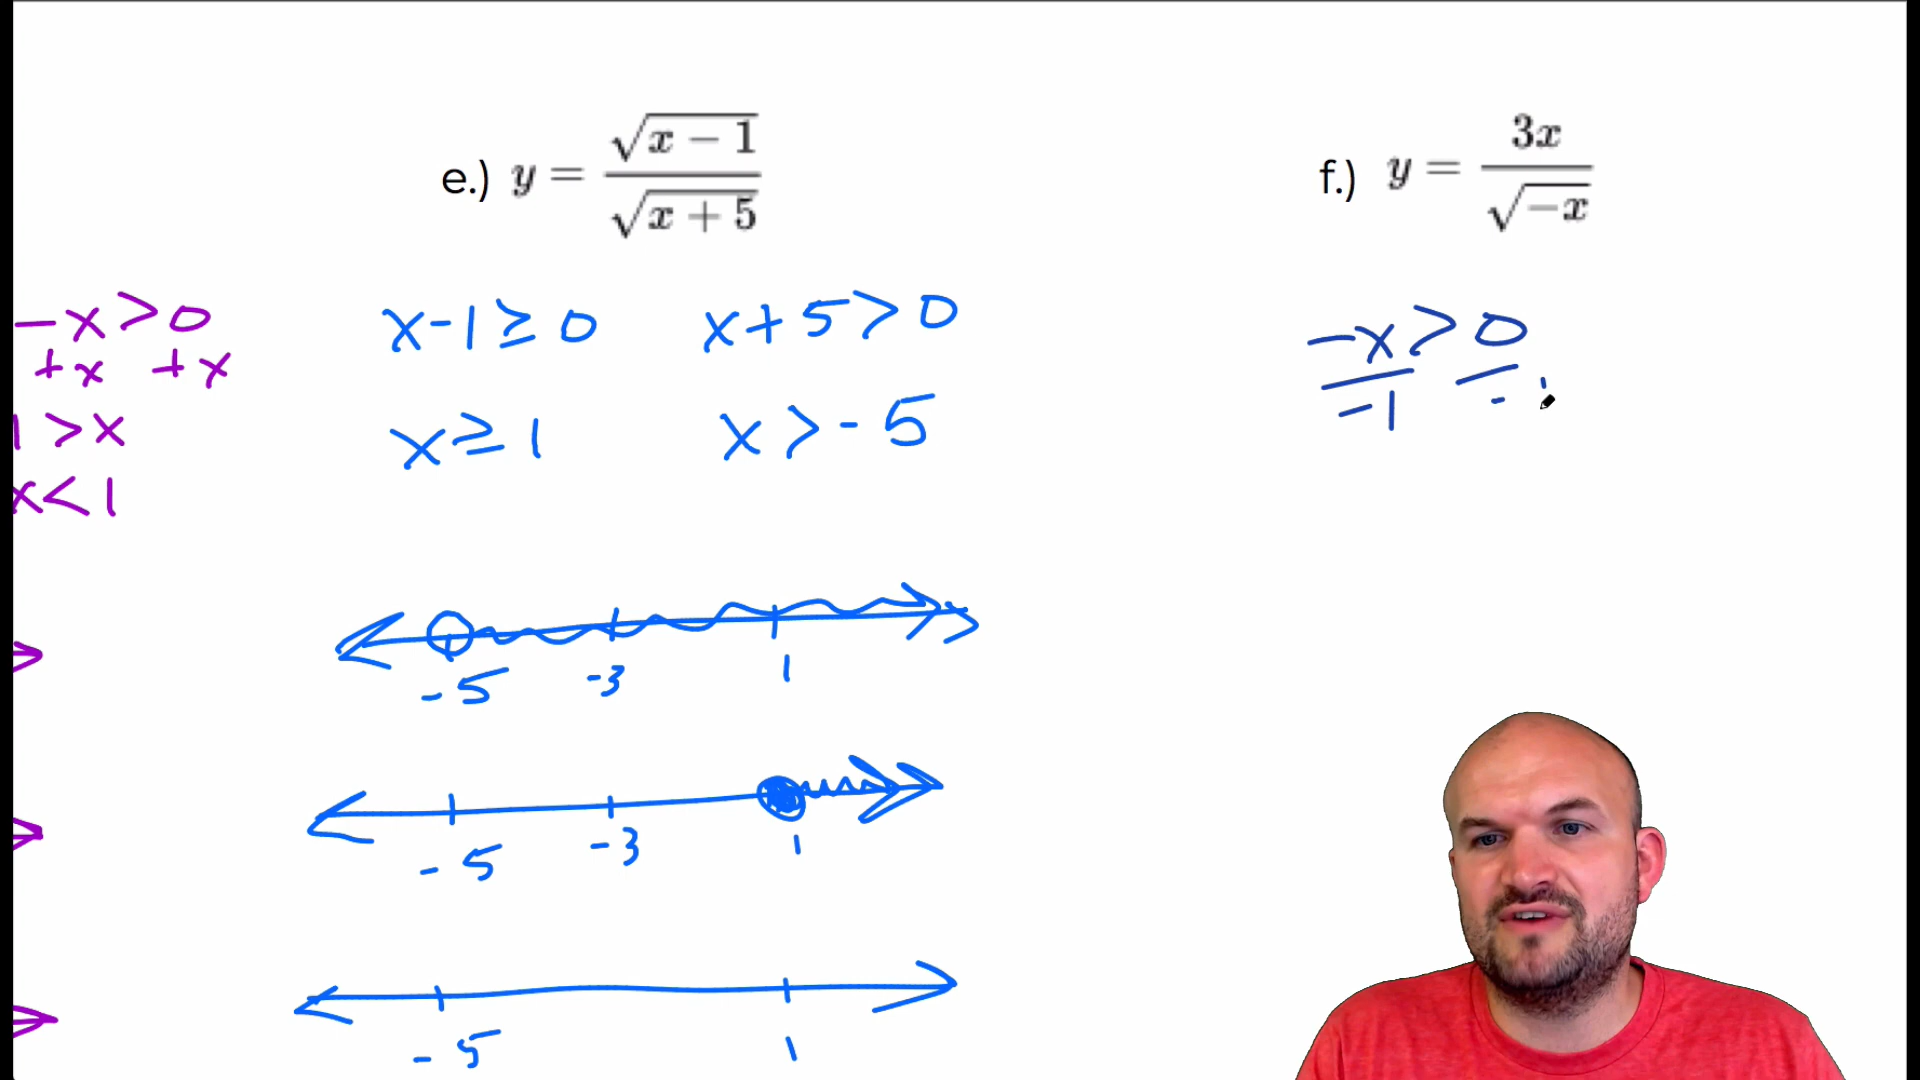 e.) y = √(x − 1) / √(x + 5)
f.) y = 3x / √(−x)
−x > 0
+x +x
1 > x
x < 1
x − 1 ≥ 0 x + 5 > 0
x ≥ 1 x > -5
-5 -3 1
-5 -3 1
-5 1
−x > 0
−1 -